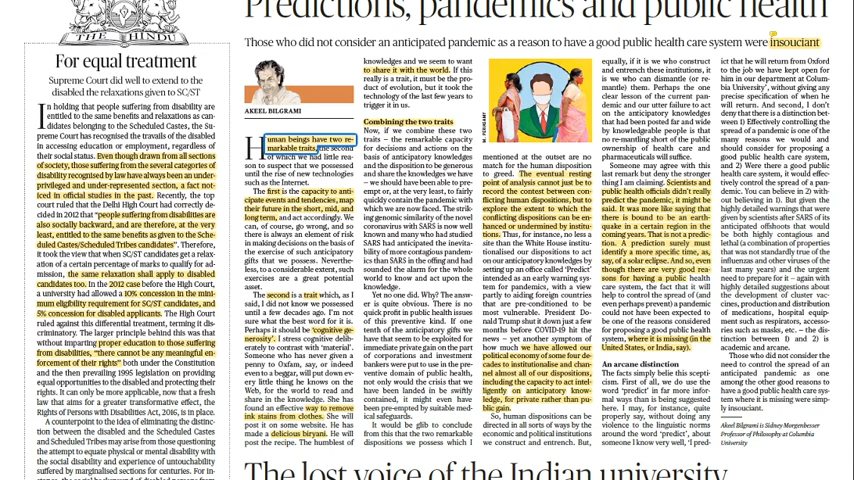 Predictions, pandemics and public health
Those who did not consider an anticipated pandemic as a reason to have a good public health care system were insouciant
THE HINDU
For equal treatment
Supreme Court did well to extend to the
disabled the relaxations given to SC/ST
In holding that people suffering from disability are
entitled to the same benefits and relaxations as can-
didates belonging to the Scheduled Castes, the Su-
preme Court has recognised the travails of the disabled
in accessing education or employment, regardless of
their social status. Even though drawn from all sections
of society, those suffering from the several categories of
disability recognised by law have always been an under-
privileged and under-represented section, a fact not-
iced in official studies in the past. Recently, the top
court ruled that the Delhi High Court had correctly de-
cided in 2012 that “people suffering from disabilities are
also socially backward, and are therefore, at the very
least, entitled to the same benefits as given to the Sche-
duled Castes/Scheduled Tribes candidates”. Therefore,
it took the view that when SC/ST candidates get a relax-
ation of a certain percentage of marks to qualify for ad-
mission, the same relaxation shall apply to disabled
candidates too. In the 2012 case before the High Court,
a university had allowed a 10% concession in the mini-
mum eligibility requirement for SC/ST candidates, and
5% concession for disabled applicants. The High Court
ruled against this differential treatment, terming it dis-
criminatory. The larger principle behind this was that
without imparting proper education to those suffering
from disabilities, “there cannot be any meaningful en-
forcement of their rights” both under the Constitution
and the then prevailing 1995 legislation on providing
equal opportunities to the disabled and protecting their
rights. It can only be more applicable, now that a fresh
law that aims for a greater transformative effect, the
Rights of Persons with Disabilities Act, 2016, is in place.
A counterpoint to the idea of eliminating the distinc-
tion between the disabled and the Scheduled Castes
and Scheduled Tribes may arise from those questioning
the attempt to equate physical or mental disability with
the social disability and experience of untouchability
suffered by marginalised sections for centuries. For in-
AKEEL BILGRAMI
Human beings have two re-
markable traits, the second
of which we had little rea-
son to suspect that we possessed
until the rise of new technologies
such as the Internet.
The first is the capacity to antic-
ipate events and tendencies, map
their future in the short, mid, and
long term, and act accordingly. We
can, of course, go wrong, and so
there is always an element of risk
in making decisions on the basis of
the exercise of such anticipatory
gifts that we possess. Neverthe-
less, to a considerable extent, such
exercises are a great potential
asset.
The second is a trait which, as I
said, I did not know we possessed
until a few decades ago. I'm not
sure what the best word for it is.
Perhaps it should be ‘cognitive ge-
nerosity’. I stress cognitive delib-
erately to contrast with ‘material’.
Someone who has never given a
penny to Oxfam, say, or indeed
even to a beggar, will put down ev-
ery little thing he knows on the
Web, for the world to read and
share in the knowledge. She has
found an effective way to remove
ink stains from clothes. She will
put it on some website. He has
made a delicious biryani. He will
post the recipe. The humblest of
knowledges and we seem to want
to share it with the world. If this
really is a trait, it must be the pro-
duct of evolution, but it took the
technology of the last few years to
trigger it in us.
Combining the two traits
Now, if we combine these two
traits – the remarkable capacity
for decisions and actions on the
basis of anticipatory knowledge
and the disposition to be generous
and share the knowledges we have
– we should have been able to pre-
empt, or, at the very least, to fairly
quickly contain the pandemic with
which we are now faced. The strik-
ing genomic similarity of the novel
coronavirus with SARS is now well
known and many who had studied
SARS had anticipated the inevita-
bility of more contagious pandem-
ics than SARS in the offing and had
sounded the alarm for the whole
world to know and act upon the
knowledge.
Yet no one did. Why? The answ-
er is quite obvious. There is no
quick profit in public health issues
of this preventive kind. If one
tenth of the anticipatory gifts we
have that seem to be exploited for
immediate private gain on the part
of corporations and investment
bankers were put to use in the pre-
ventive domain of public health,
not only would the crisis that we
have been landed in be swiftly
contained, it might even have
been pre-empted by suitable med-
ical safeguards.
It would be glib to conclude
from this that the two remarkable
dispositions we possess which I
mentioned at the outset are no
match for the human disposition
to greed. The eventual resting
point of analysis cannot just be to
record the contest between con-
flicting human dispositions, but to
explore the extent to which the
conflicting dispositions can be en-
hanced or undermined by institu-
tions. Thus, for instance, no less a
site than the White House institu-
tionalised our disposition to act
on our anticipatory knowledge by
setting up an office called ‘Predict’
intended as an early warning sys-
tem for pandemics, with a view
partly to aiding foreign countries
that are pre-conditioned to be
most vulnerable. President Do-
nald Trump shut it down just a few
months before COVID-19 hit the
news – yet another symptom of
how much we have allowed our
political economy of some four de-
cades to institutionalise and chan-
nel almost all of our dispositions,
including the capacity to act intel-
ligently on anticipatory knowl-
edge, for private rather than pu-
blic gain.
So, human dispositions can be
directed in all sorts of ways by the
economic and political institutions
we construct and entrench. But,
equally, if it is we who construct
and entrench these institutions, it
is we who can dismantle (or re-
mantle) them. Perhaps the one
clear lesson of the current pan-
demic and our utter failure to act
on the anticipatory knowledges
that had been posted far and wide
by knowledgeable people is that
no re-mantling short of the public
ownership of health care and
pharmaceuticals will suffice.
Someone may agree with this
last remark but deny the stronger
thing I am claiming. Scientists and
public health officials didn't really
predict the pandemic, it might be
said. It was more like saying that
there is bound to be an earth-
quake in a certain region in the
coming years. That is not a predic-
tion. A prediction surely must
identify a more specific time, as,
say, of a solar eclipse. And so, even
though there are very good rea-
sons for having a public health
care system, the fact that it will
help to control the spread of (and
even perhaps prevent) a pandemic
could not have been expected to
be one of the reasons considered
for proposing a good public health
system, where it is missing (in the
United States, or India, say).
An arcane distinction
The facts simply belie this scepti-
cism. First of all, we do use the
word ‘predict’ in far more infor-
mal ways than is being suggested
here. I may, for instance, quite
properly say, without doing any
violence to the linguistic norms
around the word ‘predict’, about
someone I know very well, ‘I pred-
ict that he will return from Oxford
to the job we have kept open for
him in our department at Colum-
bia University’, without giving any
precise specification of when he
will return. And second, I don't
deny that there is a distinction bet-
ween 1) Effectively controlling the
spread of a pandemic is one of the
many reasons we would and
should consider for proposing a
good public health care system,
and 2) Were there a good public
health care system, it would effec-
tively control the spread of a pan-
demic. You can believe in 2) with-
out believing in 1). But given the
highly detailed warnings that were
given by scientists after SARS of its
anticipated offshoots that would
be both highly contagious and
lethal (a combination of properties
that was not standardly true of the
influenza and other viruses of the
last many years) and the urgent
need to prepare for it – again with
highly detailed suggestions about
the development of cluster vac-
cines, production and distribution
of medications, hospital equip-
ment such as respirators, accesso-
ries such as masks, etc. – the dis-
tinction between 1) and 2) is
academic and arcane.
Those who did not consider the
need to control the spread of an
anticipated pandemic as one
among the other good reasons to
have a good public health care sys-
tem where it is missing were simp-
ly insouciant.
Akeel Bilgrami is Sidney Morgenbesser
Professor of Philosophy at Columbia
University
The lost voice of the Indian university